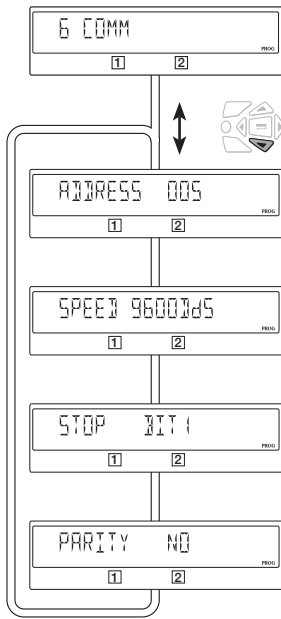 6 COMM
PROG
1 2
ADDRESS 005
PROG
1 2
SPEED 9600BdS
PROG
1 2
STOP BIT 1
PROG
1 2
PARITY NO
PROG
1 2